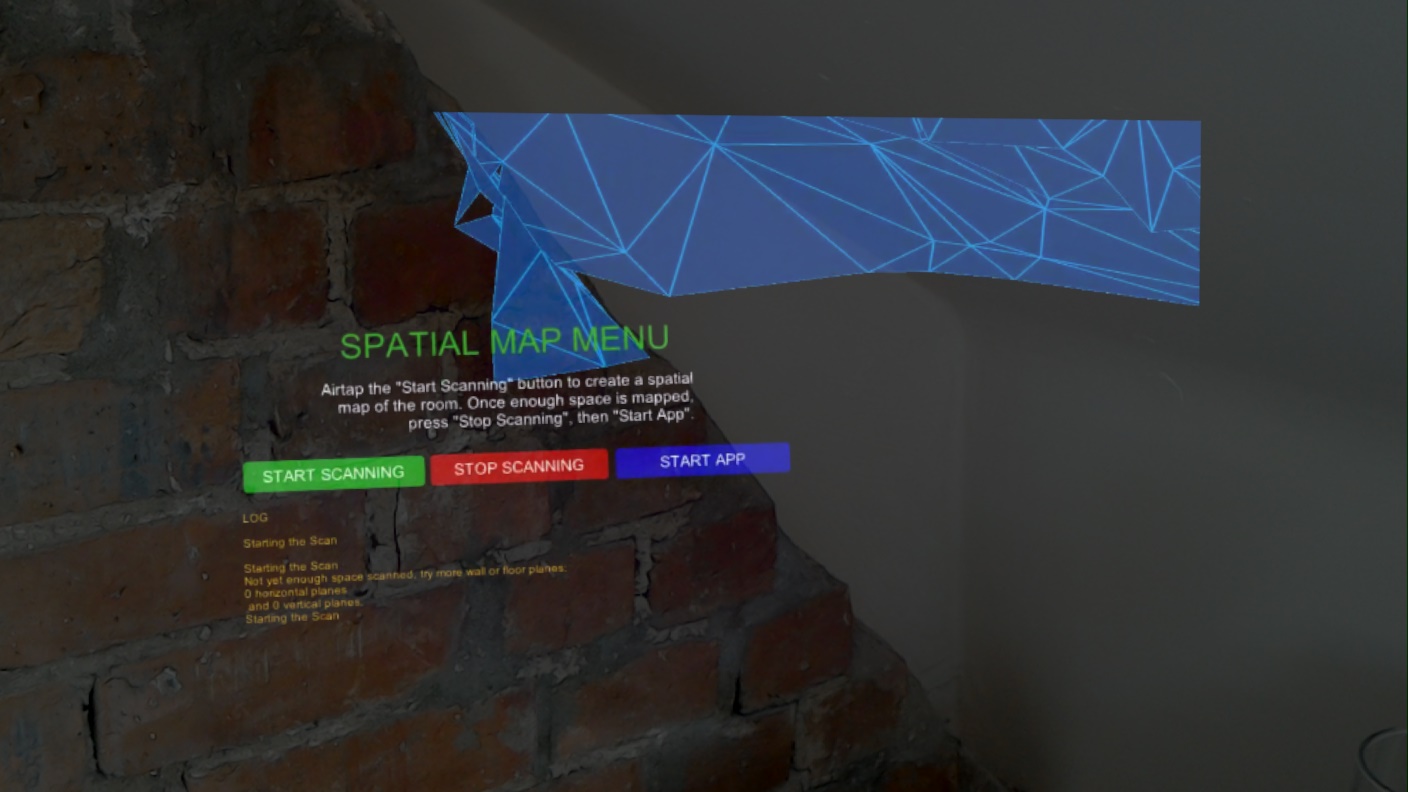 SPATIAL MAP MENU
Airtap the "Start Scanning" button to create a spatial
map of the room. Once enough space is mapped,
press "Stop Scanning", then "Start App".
START SCANNING
STOP SCANNING
START APP
LOG
Starting the Scan
Starting the Scan
Not yet enough space scanned, try more wall or floor planes:
0 horizontal planes
and 0 vertical planes.
Starting the Scan